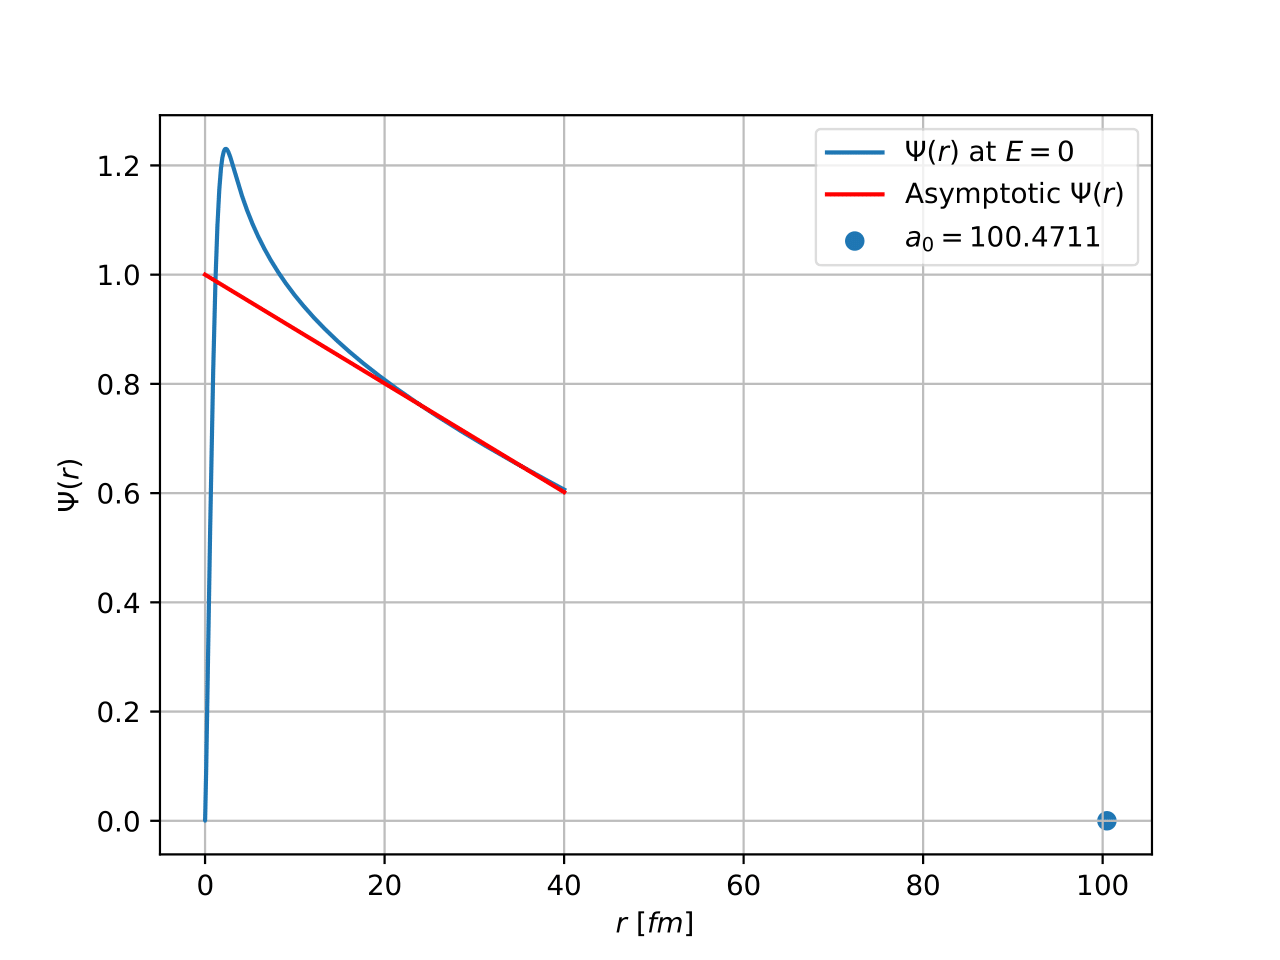 Ψ(r) at E = 0
Asymptotic Ψ(r)
a₀ = 100.4711
1.2
1.0
0.8
0.6
0.4
0.2
0.0
Ψ(r)
0 20 40 60 80 100
r [fm]